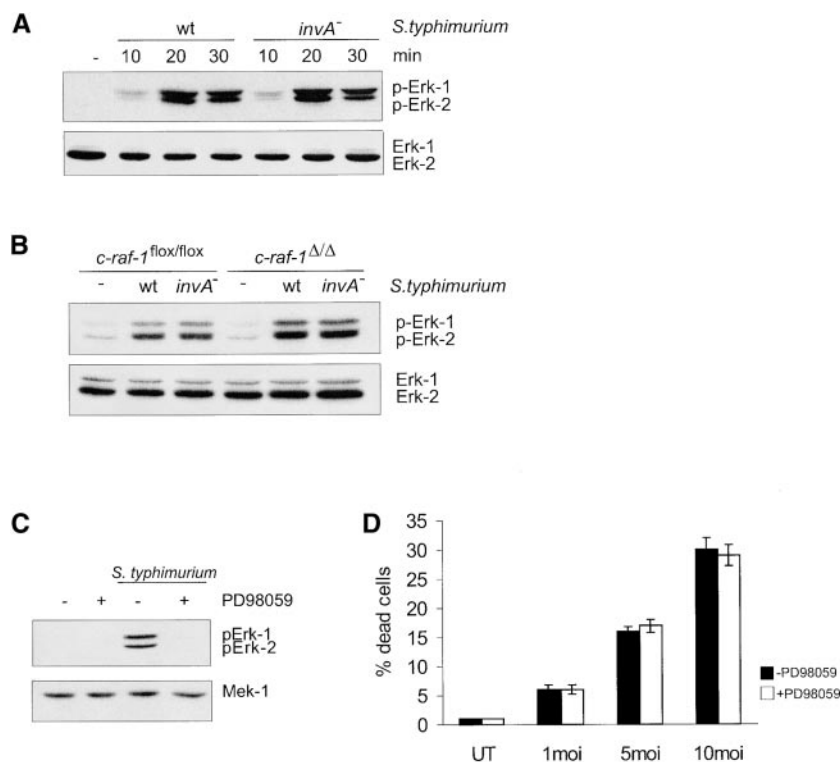 A
wt invA- S.typhimurium
- 10 20 30 10 20 30 min
p-Erk-1
p-Erk-2
Erk-1
Erk-2
B
c-raf-1flox/flox c-raf-1Δ/Δ
- wt invA- - wt invA- S.typhimurium
p-Erk-1
p-Erk-2
Erk-1
Erk-2
C
S. typhimurium
- + - + PD98059
pErk-1
pErk-2
Mek-1
D
% dead cells
35
30
25
20
15
10
5
0
UT 1moi 5moi 10moi
-PD98059
+PD98059